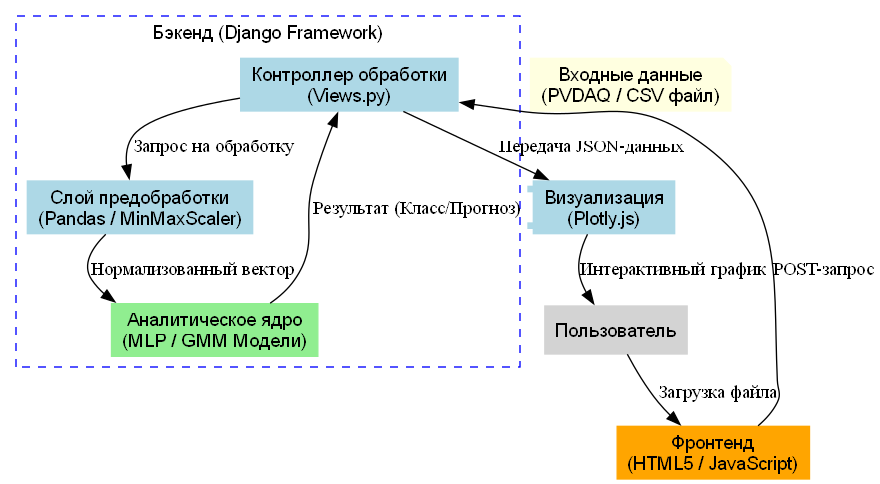 Бэкенд (Django Framework)
Контроллер обработки
(Views.py)
Входные данные
(PVDAQ / CSV файл)
Запрос на обработку
Передача JSON-данных
Слой предобработки
(Pandas / MinMaxScaler)
Результат (Класс/Прогноз)
Визуализация
(Plotly.js)
Нормализованный вектор
Интерактивный график
POST-запрос
Аналитическое ядро
(MLP / GMM Модели)
Пользователь
Загрузка файла
Фронтенд
(HTML5 / JavaScript)